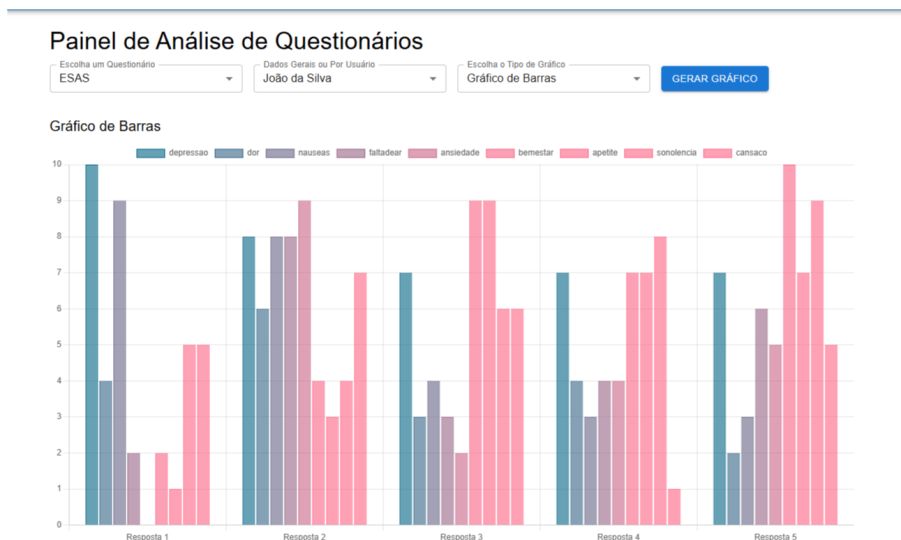 Painel de Análise de Questionários
Escolha um Questionário
ESAS
Dados Gerais ou Por Usuário
João da Silva
Escolha o Tipo de Gráfico
Gráfico de Barras
GERAR GRÁFICO
Gráfico de Barras
depressao dor nauseas faltadear ansiedade bemestar apetite sonolencia cansaco
10
9
8
7
6
5
4
3
2
1
0
Resposta 1 Resposta 2 Resposta 3 Resposta 4 Resposta 5